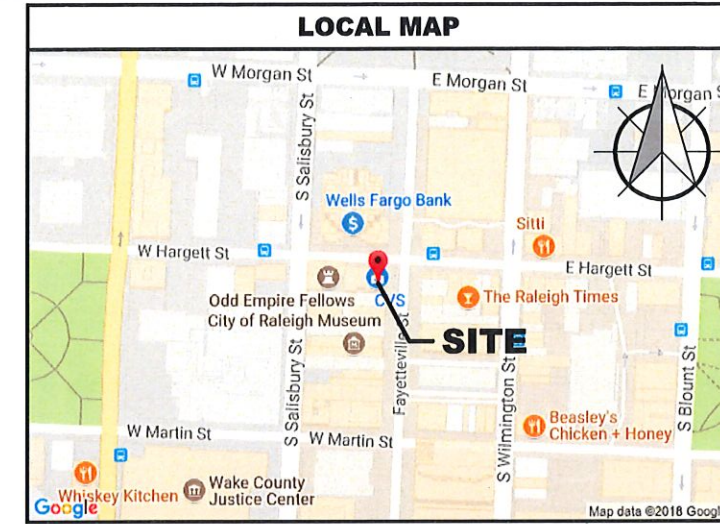 LOCAL MAP
W Morgan St
E Morgan St
E Morgan S
S Salisbury St
Wells Fargo Bank
Sitti
W Hargett St
E Hargett St
Odd Empire Fellows
CVS
The Raleigh Times
City of Raleigh Museum
SITE
Fayetteville St
S Salisbury St
S Wilmington St
S Blount St
Beasley's
Chicken + Honey
W Martin St
W Martin St
Whiskey Kitchen
Wake County
Justice Center
Google
Map data ©2018 Googl